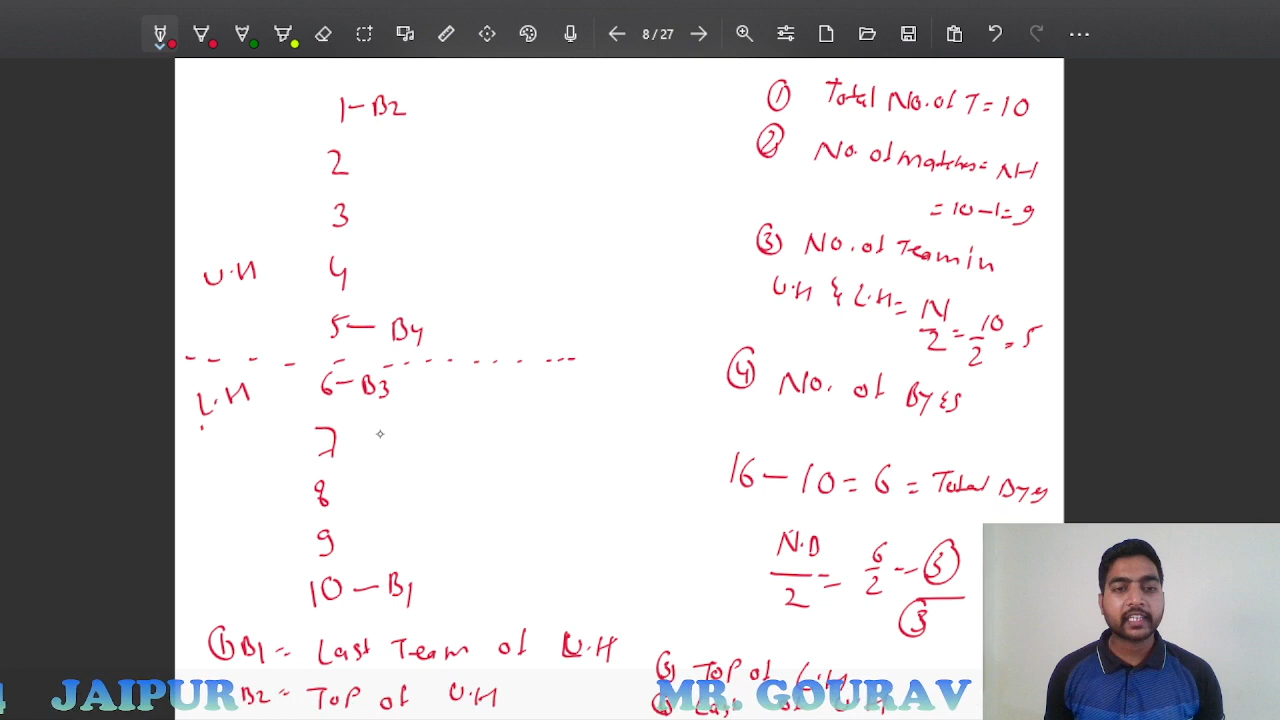 8 / 27
1 - B2
2
3
4
U.H
5 - B4
L.H
6 - B3
7
8
9
10 - B1
① B1 = Last Team of L.H
B2 = TOP of U.H
① Total No. of T = 10
② No. of matches = N-1
= 10-1 = 9
③ No. of Team in
U.H & L.H = N/2 = 10/2 = 5
④ No. of Byes
16 - 10 = 6 = Total Byes
N.B/2 = 6/2 - ③
③
③ TOP of L.H
④
JAIPUR
MR. GOURAV